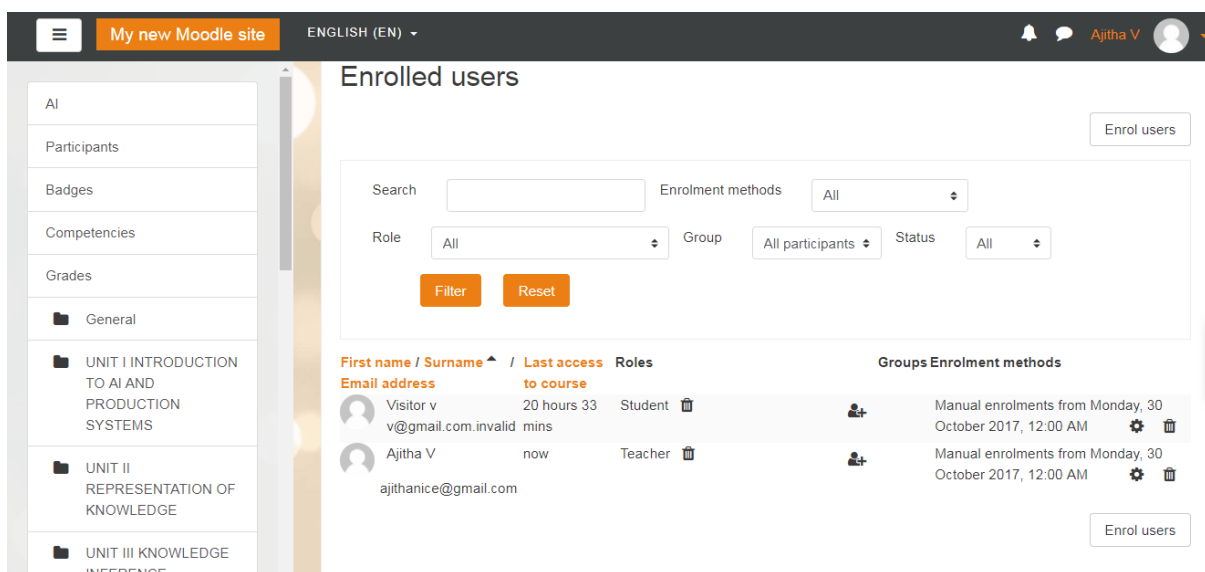 My new Moodle site
ENGLISH (EN)
Ajitha V
AI
Participants
Badges
Competencies
Grades
General
UNIT I INTRODUCTION
TO AI AND
PRODUCTION
SYSTEMS
UNIT II
REPRESENTATION OF
KNOWLEDGE
UNIT III KNOWLEDGE
INFERENCE
Enrolled users
Enrol users
Search
Enrolment methods All
Role All Group All participants Status All
Filter Reset
First name / Surname / Last access Roles Groups Enrolment methods
Email address to course
Visitor v 20 hours 33 Student Manual enrolments from Monday, 30
v@gmail.com.invalid mins October 2017, 12:00 AM
Ajitha V now Teacher Manual enrolments from Monday, 30
October 2017, 12:00 AM
ajithanice@gmail.com
Enrol users